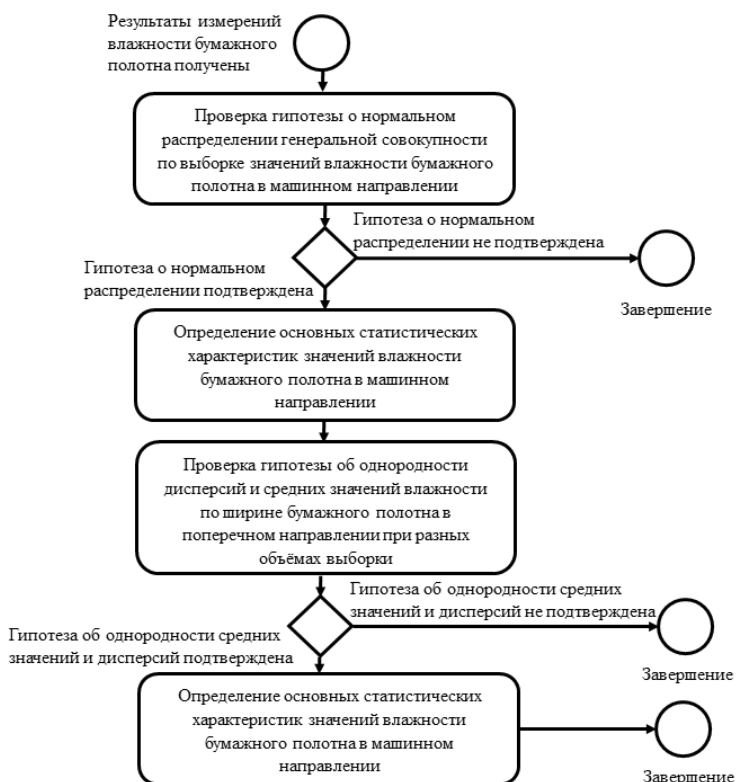 Результаты измерений
влажности бумажного
полотна получены
Проверка гипотезы о нормальном
распределении генеральной совокупности
по выборке значений влажности бумажного
полотна в машинном направлении
Гипотеза о нормальном
распределении не подтверждена
Гипотеза о нормальном
распределении подтверждена
Завершение
Определение основных статистических
характеристик значений влажности
бумажного полотна в машинном
направлении
Проверка гипотезы об однородности
дисперсий и средних значений влажности
по ширине бумажного полотна в
поперечном направлении при разных
объёмах выборки
Гипотеза об однородности средних
значений и дисперсий не подтверждена
Гипотеза об однородности средних
значений и дисперсий подтверждена
Завершение
Определение основных статистических
характеристик значений влажности
бумажного полотна в машинном
направлении
Завершение